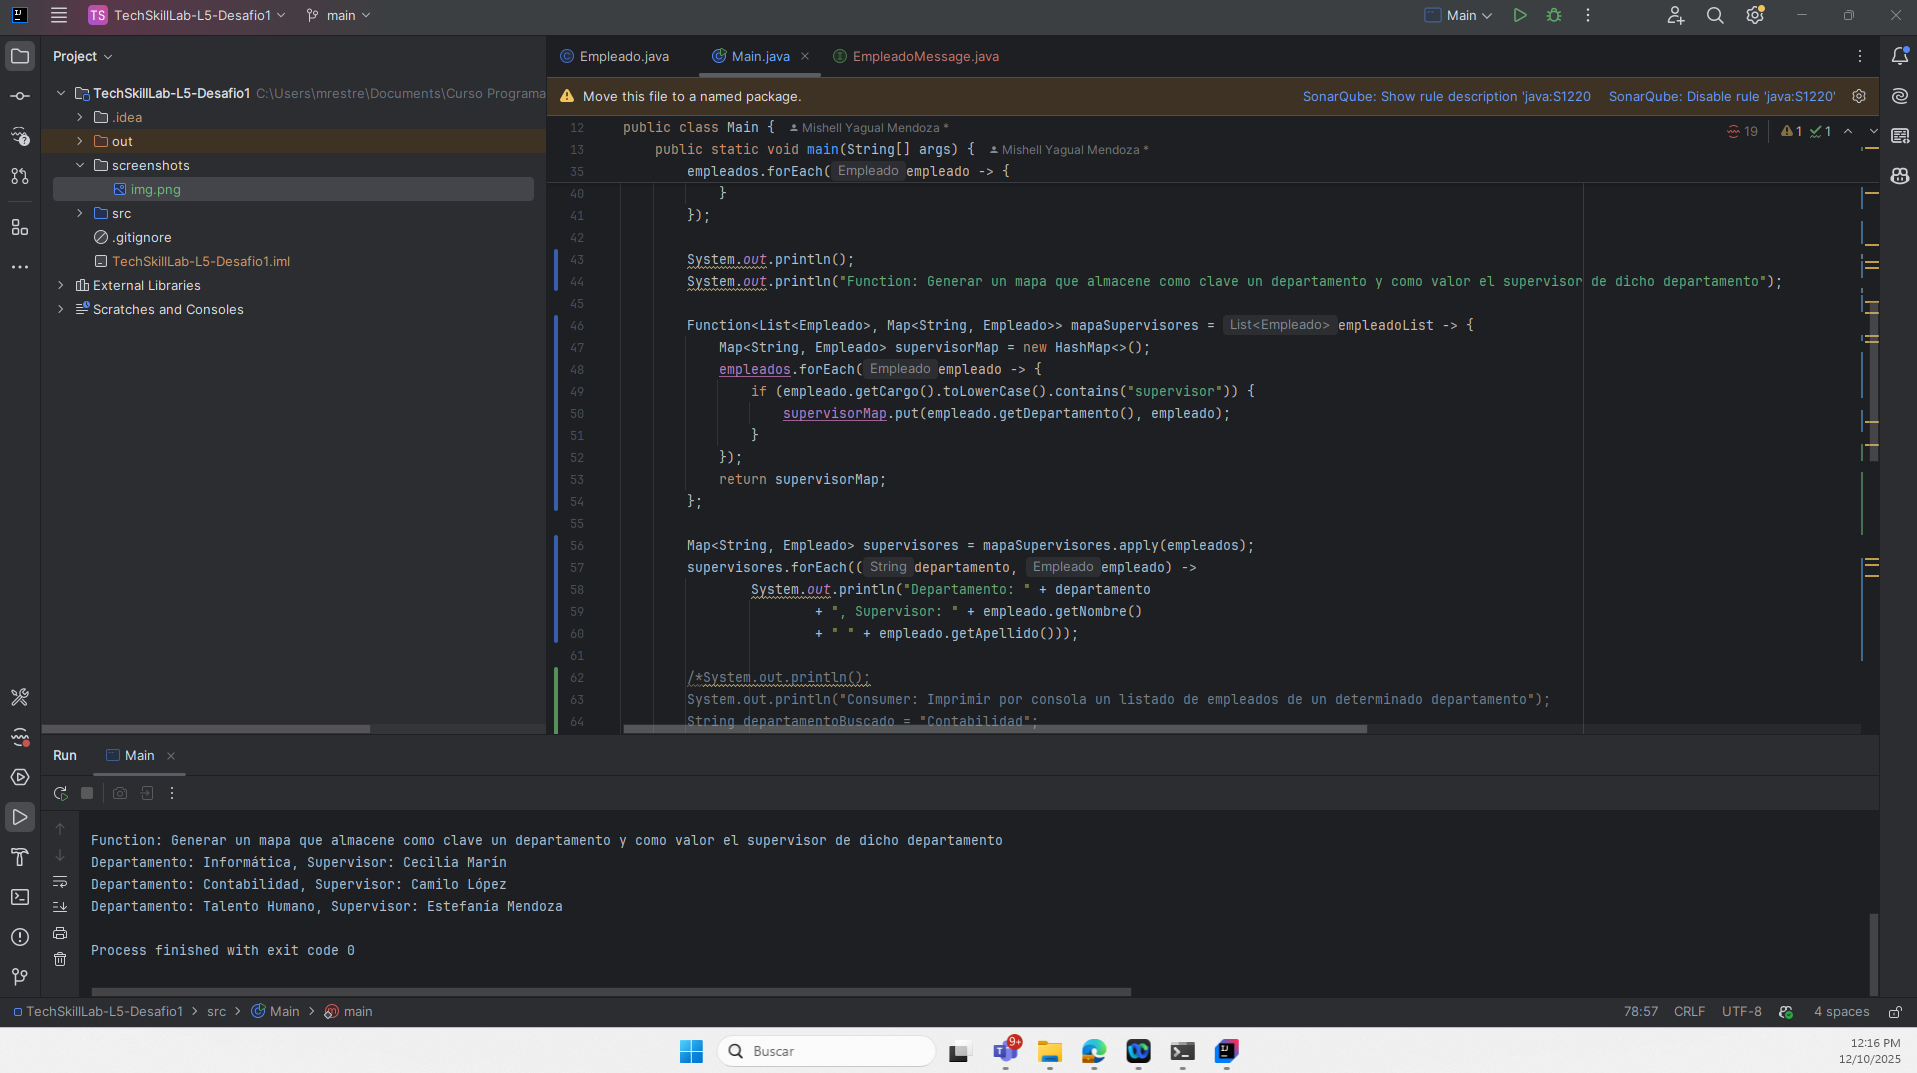 TS TechSkillLab-L5-Desafio1 main Main
Project
Empleado.java Main.java EmpleadoMessage.java
TechSkillLab-L5-Desafio1 C:\Users\mrestre\Documents\Curso Programa
.idea
out
screenshots
img.png
src
.gitignore
TechSkillLab-L5-Desafio1.iml
External Libraries
Scratches and Consoles
Move this file to a named package. SonarQube: Show rule description 'java:S1220 SonarQube: Disable rule 'java:S1220'
19 1 1
12 public class Main { Mishell Yagual Mendoza *
13 public static void main(String[] args) { Mishell Yagual Mendoza *
35 empleados.forEach( Empleado empleado -> {
40 }
41 });
42
43 System.out.println();
44 System.out.println("Function: Generar un mapa que almacene como clave un departamento y como valor el supervisor de dicho departamento");
45
46 Function<List<Empleado>, Map<String, Empleado>> mapaSupervisores = List<Empleado> empleadoList -> {
47 Map<String, Empleado> supervisorMap = new HashMap<>();
48 empleados.forEach( Empleado empleado -> {
49 if (empleado.getCargo().toLowerCase().contains("supervisor")) {
50 supervisorMap.put(empleado.getDepartamento(), empleado);
51 }
52 });
53 return supervisorMap;
54 };
55
56 Map<String, Empleado> supervisores = mapaSupervisores.apply(empleados);
57 supervisores.forEach(( String departamento, Empleado empleado) ->
58 System.out.println("Departamento: " + departamento
59 + ", Supervisor: " + empleado.getNombre()
60 + " " + empleado.getApellido()));
61
62 /*System.out.println();
63 System.out.println("Consumer: Imprimir por consola un listado de empleados de un determinado departamento");
64 String departamentoBuscado = "Contabilidad";
Run Main
Function: Generar un mapa que almacene como clave un departamento y como valor el supervisor de dicho departamento
Departamento: Informática, Supervisor: Cecilia Marín
Departamento: Contabilidad, Supervisor: Camilo López
Departamento: Talento Humano, Supervisor: Estefanía Mendoza
Process finished with exit code 0
TechSkillLab-L5-Desafio1 > src > Main > main 78:57 CRLF UTF-8 4 spaces
Buscar
9+
12:16 PM
12/10/2025